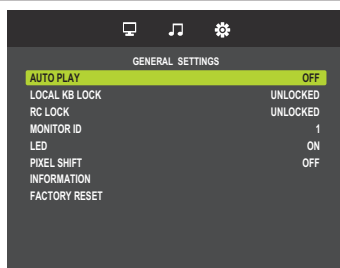 GENERAL SETTINGS
AUTO PLAY OFF
LOCAL KB LOCK UNLOCKED
RC LOCK UNLOCKED
MONITOR ID 1
LED ON
PIXEL SHIFT OFF
INFORMATION
FACTORY RESET